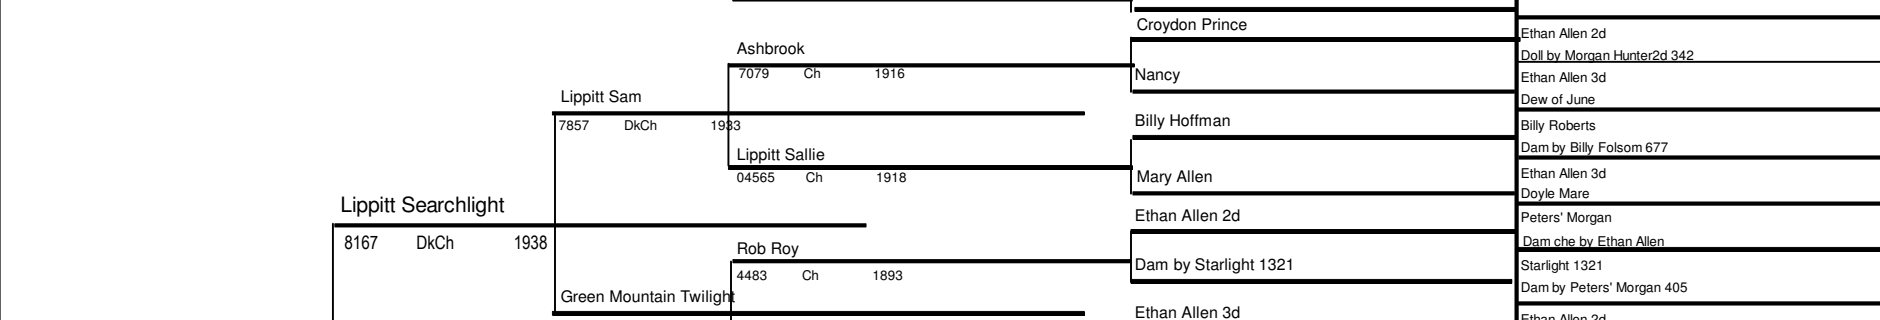 Croydon Prince
Ethan Allen 2d
Ashbrook
Doll by Morgan Hunter2d 342
7079 Ch 1916
Nancy
Ethan Allen 3d
Lippitt Sam
Dew of June
7857 DkCh 1933
Billy Hoffman
Billy Roberts
Dam by Billy Folsom 677
Lippitt Sallie
04565 Ch 1918
Mary Allen
Ethan Allen 3d
Doyle Mare
Lippitt Searchlight
Ethan Allen 2d
Peters' Morgan
8167 DkCh 1938
Dam che by Ethan Allen
Rob Roy
4483 Ch 1893
Dam by Starlight 1321
Starlight 1321
Dam by Peters' Morgan 405
Green Mountain Twilight
Ethan Allen 3d
Ethan Allen 2d